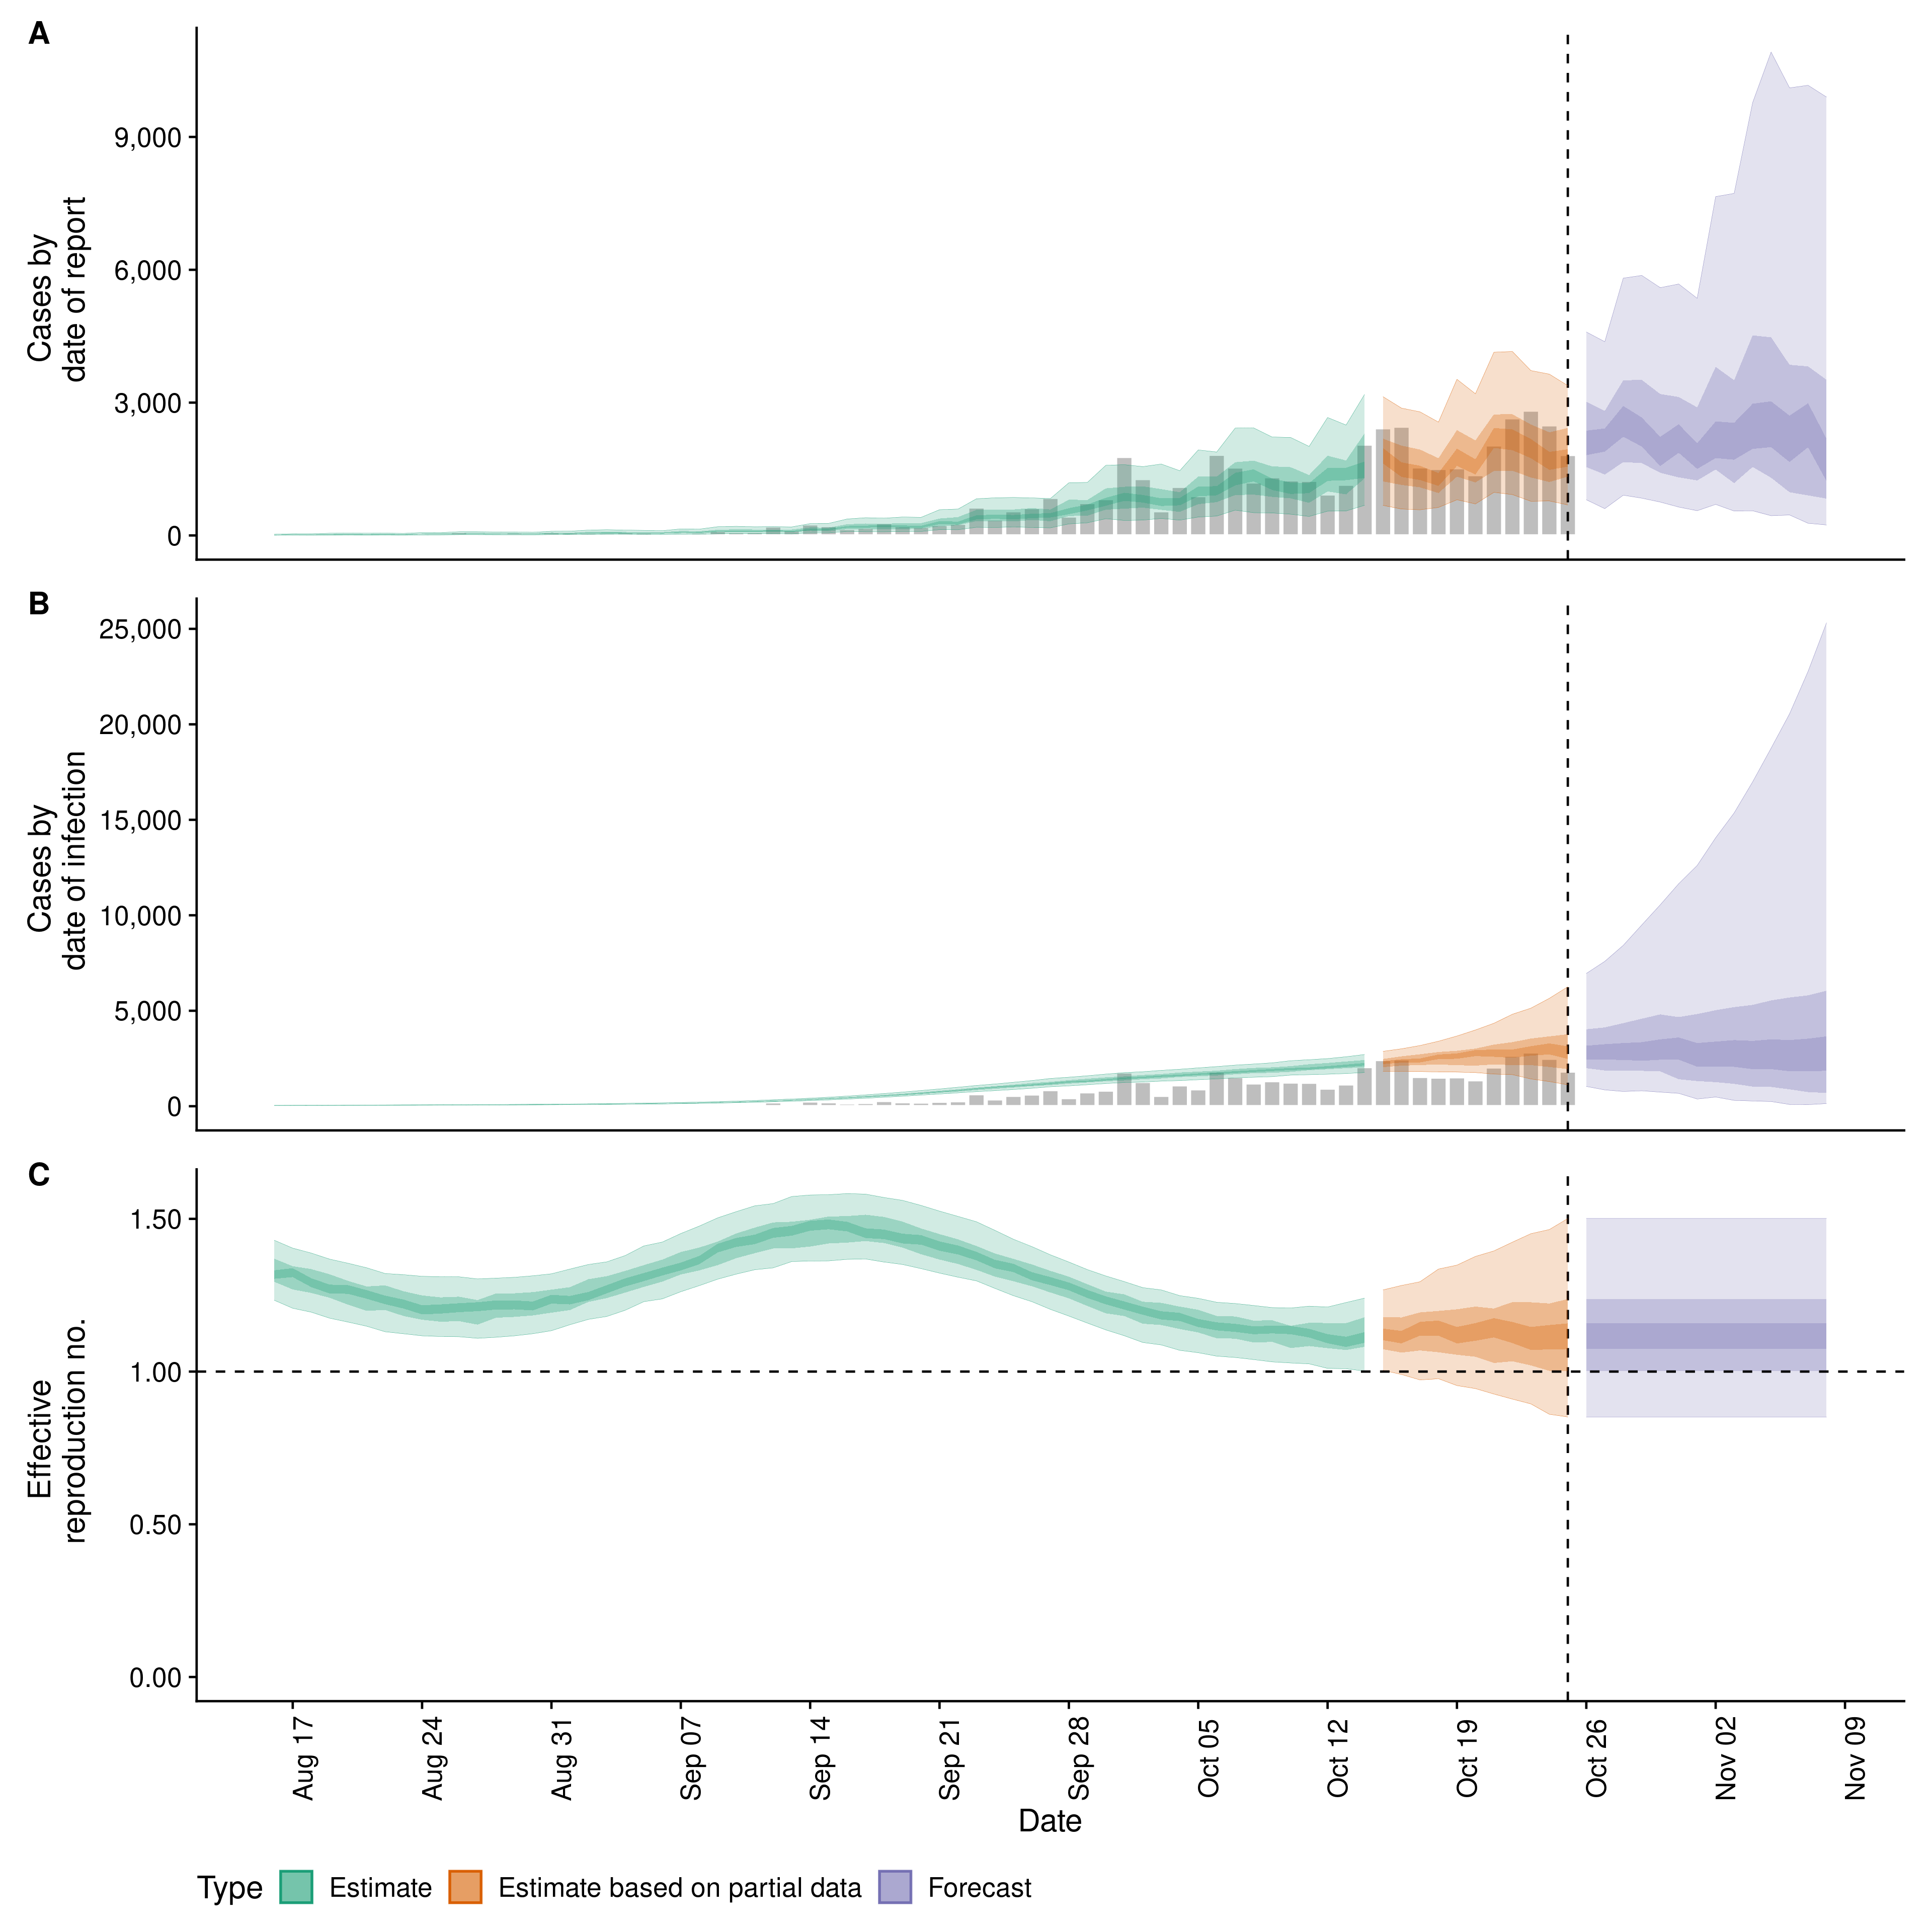 A
Cases by
date of report
9,000
6,000
3,000
0
B
Cases by
date of infection
25,000
20,000
15,000
10,000
5,000
0
C
Effective
reproduction no.
1.50
1.00
0.50
0.00
Aug 17
Aug 24
Aug 31
Sep 07
Sep 14
Sep 21
Sep 28
Oct 05
Oct 12
Oct 19
Oct 26
Nov 02
Nov 09
Date
Type Estimate Estimate based on partial data Forecast